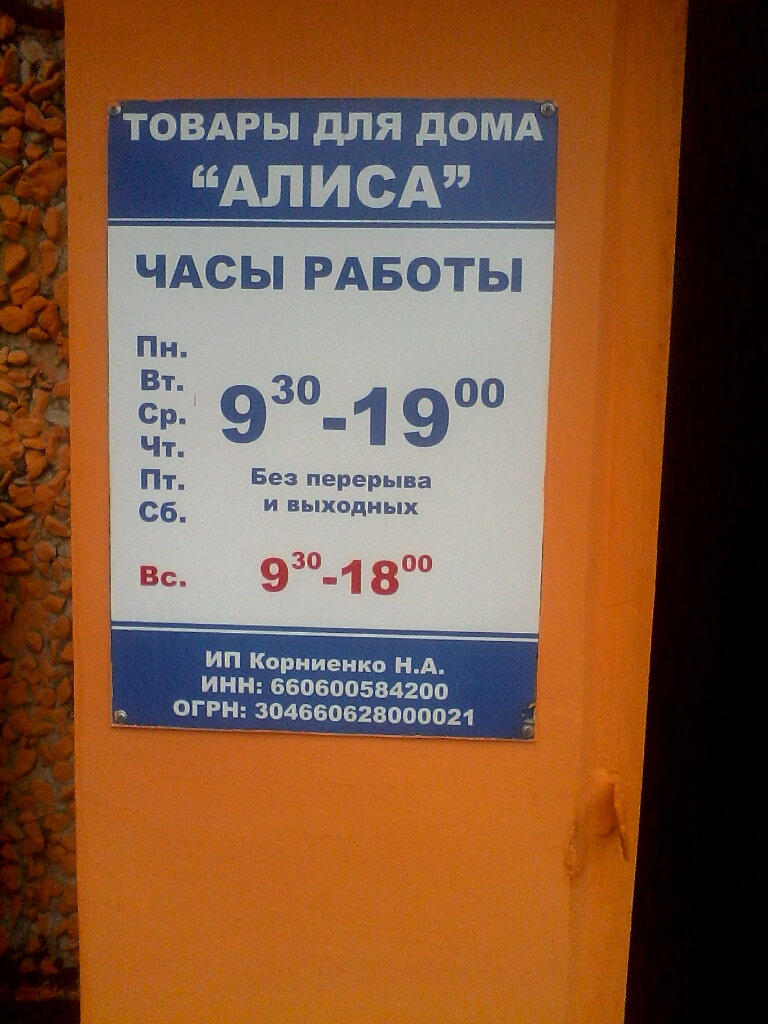 ТОВАРЫ ДЛЯ ДОМА
“АЛИСА”
ЧАСЫ РАБОТЫ
Пн.
Вт.
Ср.
Чт.
Пт.
Сб.
9³⁰-19⁰⁰
Без перерыва
и выходных
Вс. 9³⁰-18⁰⁰
ИП Корниенко Н.А.
ИНН: 660600584200
ОГРН: 304660628000021